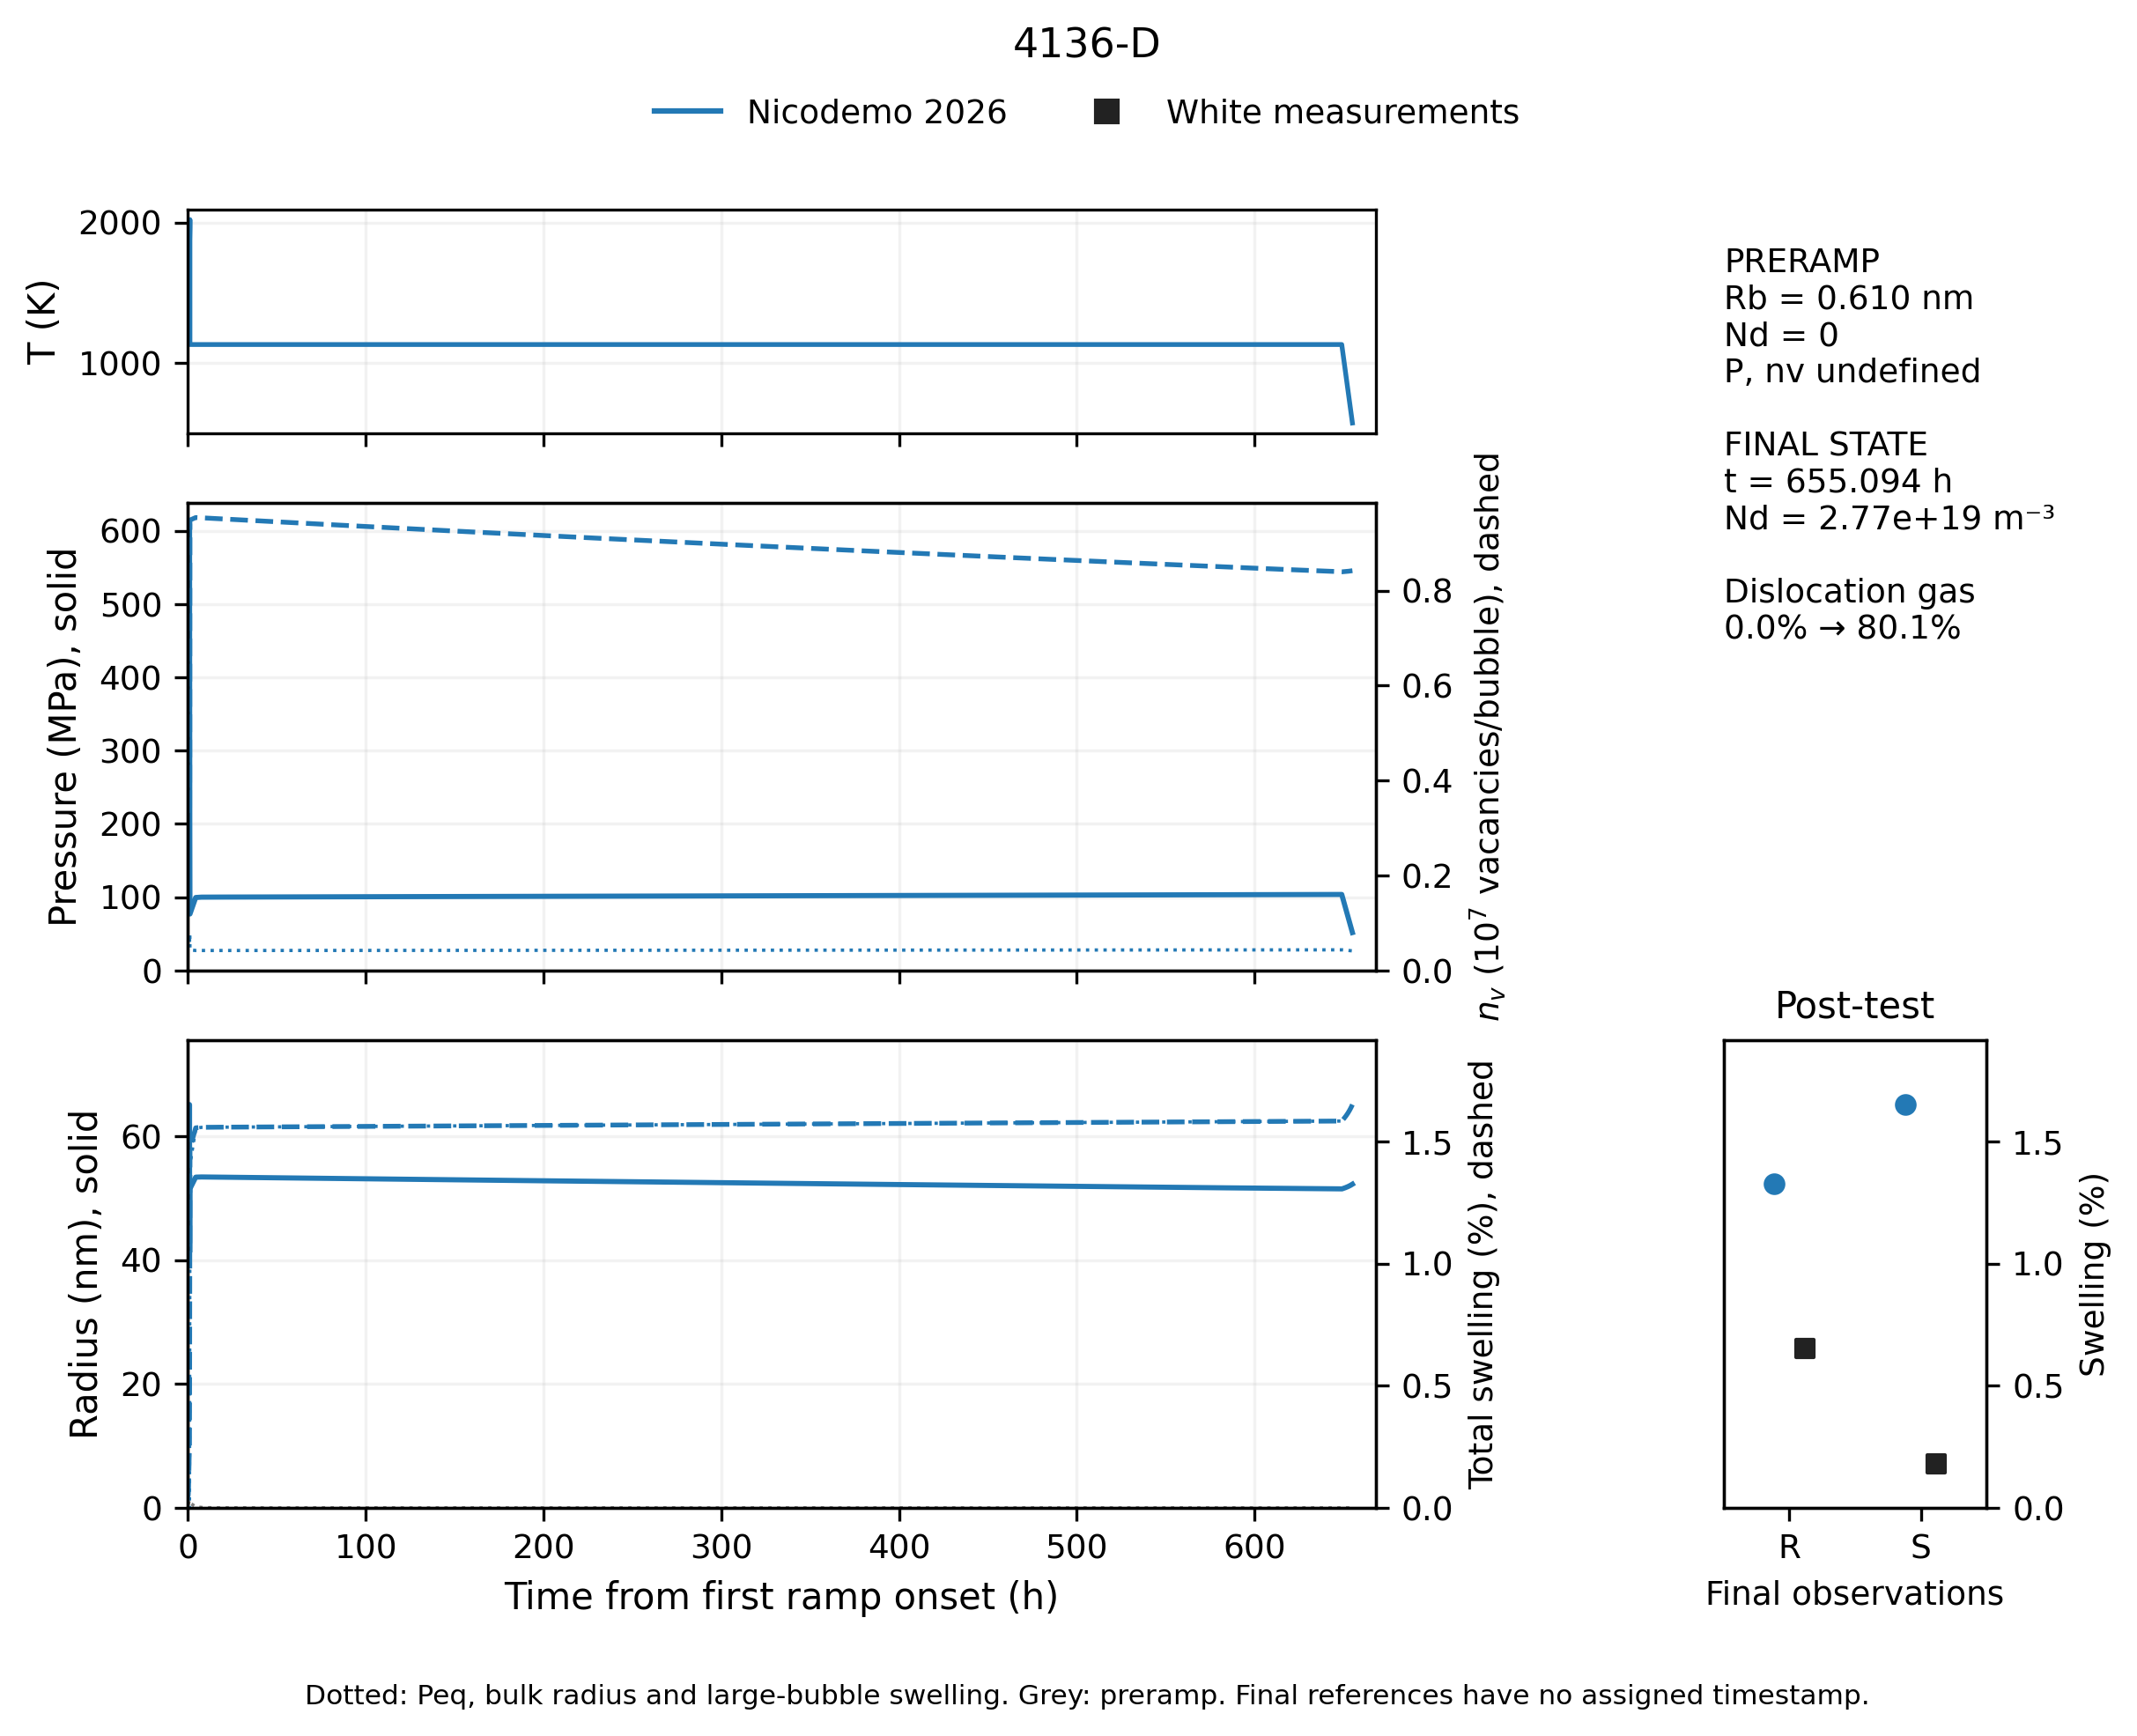 4136-D
Nicodemo 2026
White measurements
2000
1000
T (K)
PRERAMP
Rb = 0.610 nm
Nd = 0
P, nv undefined
FINAL STATE
t = 655.094 h
Nd = 2.77e+19 m⁻³
Dislocation gas
0.0% → 80.1%
600
500
400
300
200
100
0
Pressure (MPa), solid
0.8
0.6
0.4
0.2
0.0
nᵥ (10⁷ vacancies/bubble), dashed
60
40
20
0
Radius (nm), solid
1.5
1.0
0.5
0.0
Total swelling (%), dashed
0 100 200 300 400 500 600
Time from first ramp onset (h)
Post-test
1.5
1.0
0.5
0.0
Swelling (%)
R S
Final observations
Dotted: Peq, bulk radius and large-bubble swelling. Grey: preramp. Final references have no assigned timestamp.